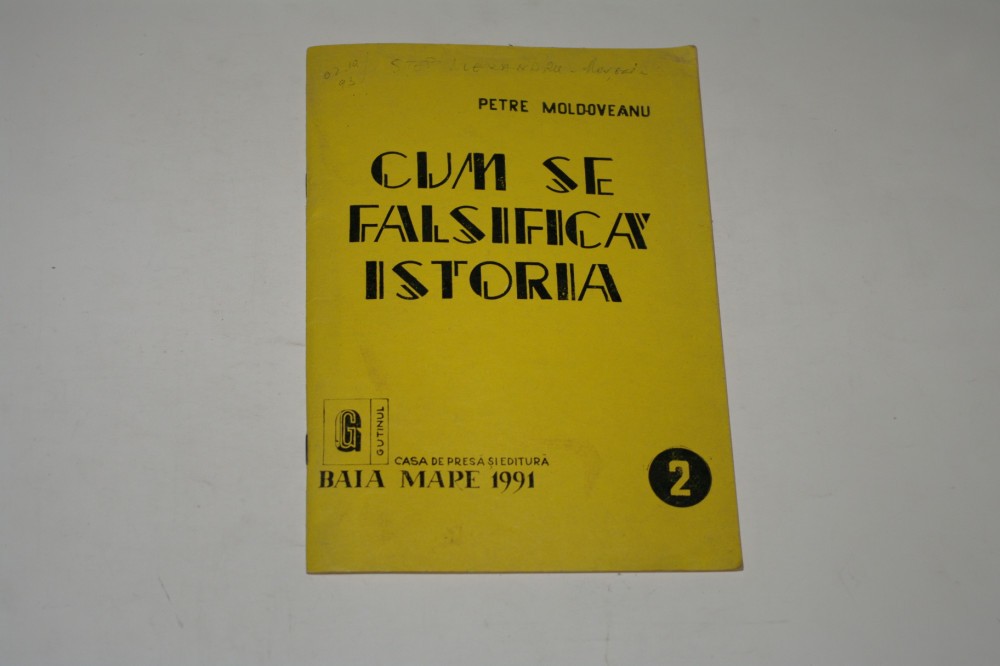 PETRE MOLDOVEANU
CUM SE
FALSIFICĂ
ISTORIA
G
GUTINUL
CASA DE PRESĂ ȘI EDITURĂ
BAIA MARE 1991
2